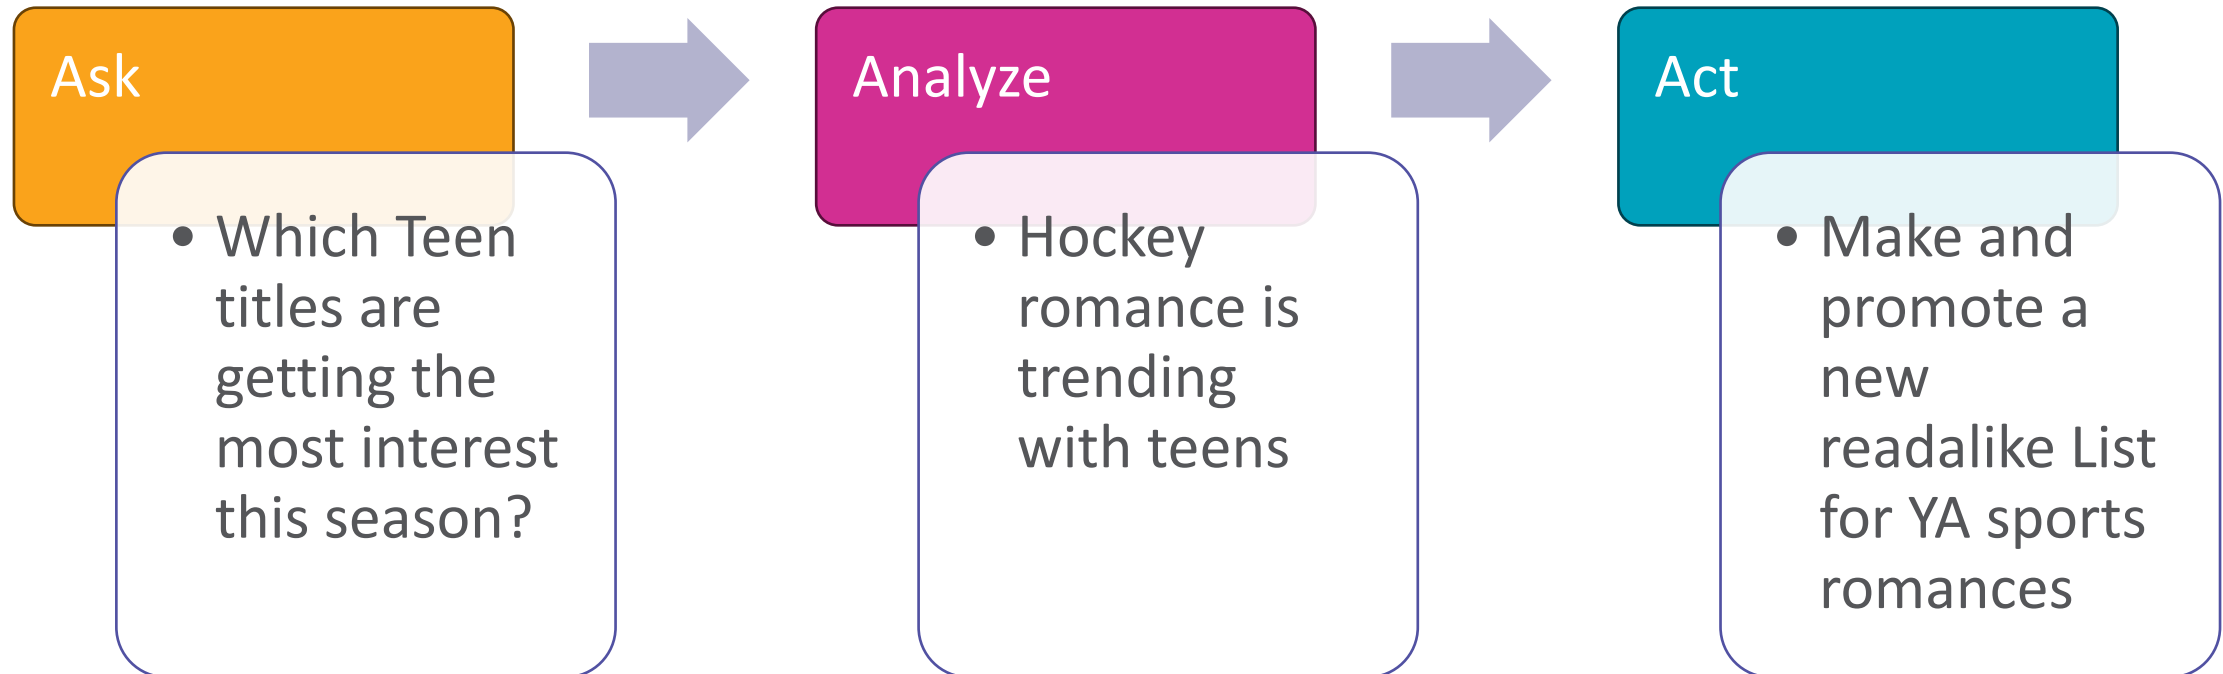 Ask
• Which Teen
titles are
getting the
most interest
this season?
Analyze
• Hockey
romance is
trending
with teens
Act
• Make and
promote a
new
readalike List
for YA sports
romances